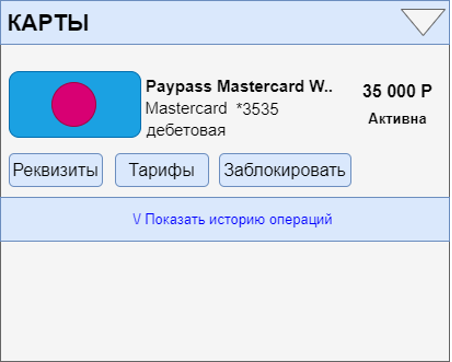 КАРТЫ
Paypass Mastercard W..
35 000 Р
Mastercard *3535
Активна
дебетовая
Реквизиты Тарифы Заблокировать
\/ Показать историю операций